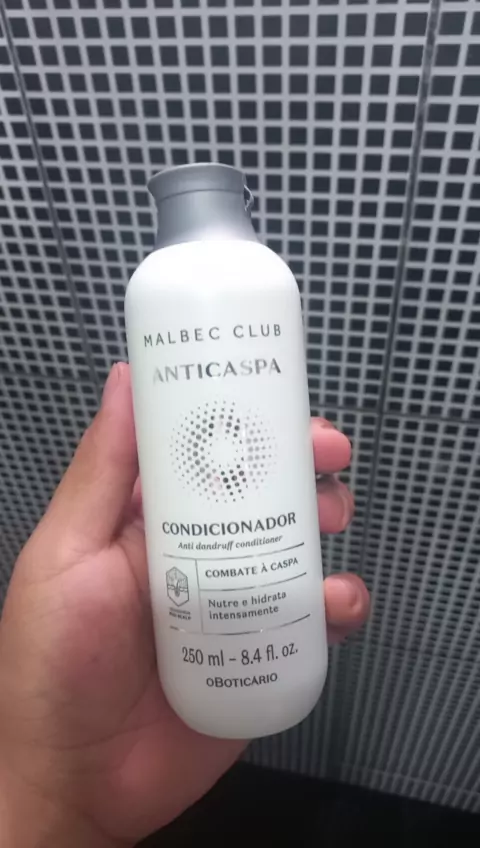 MALBEC CLUB
ANTICASPA
CONDICIONADOR
Anti dandruff conditioner
COMBATE À CASPA
Nutre e hidrata
intensamente
250 ml – 8.4 fl. oz.
OBOTICÁRIO